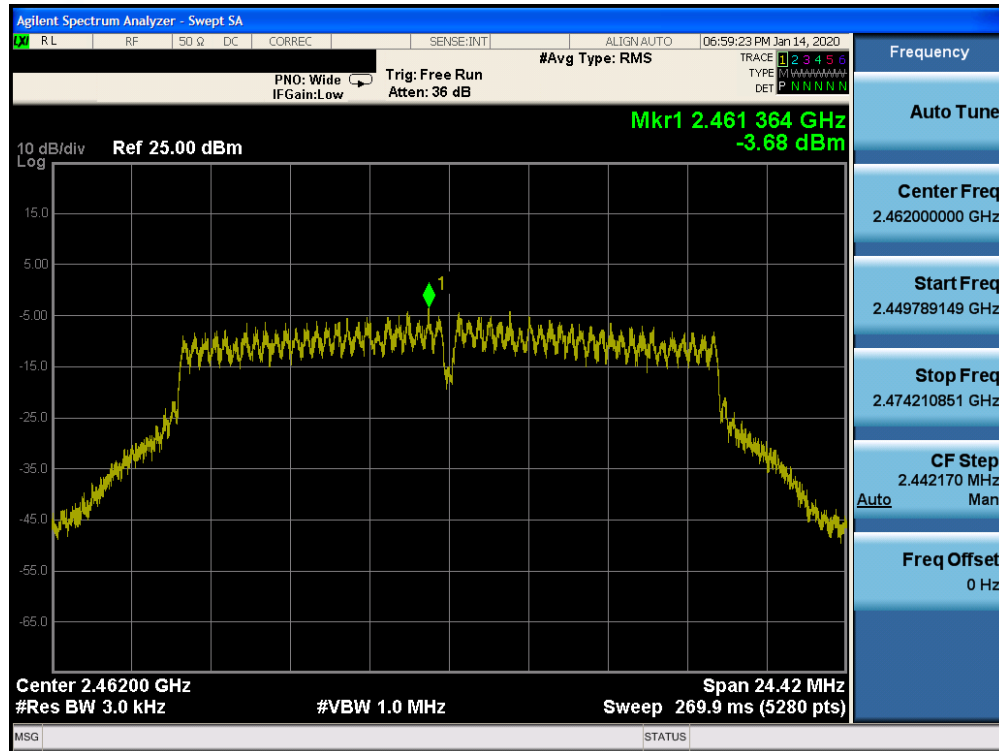 Agilent Spectrum Analyzer - Swept SA
LXI RL RF 50 Ω DC CORREC SENSE:INT ALIGN AUTO 06:59:23 PM Jan 14, 2020
#Avg Type: RMS TRACE 1 2 3 4 5 6
PNO: Wide Trig: Free Run TYPE M W W W W W
IFGain:Low Atten: 36 dB DET P N N N N N
Mkr1 2.461 364 GHz
-3.68 dBm
10 dB/div Ref 25.00 dBm
Log
15.0
5.00
1
-5.00
-15.0
-25.0
-35.0
-45.0
-55.0
-65.0
Center 2.46200 GHz Span 24.42 MHz
#Res BW 3.0 kHz #VBW 1.0 MHz Sweep 269.9 ms (5280 pts)
MSG STATUS
Frequency
Auto Tune
Center Freq
2.462000000 GHz
Start Freq
2.449789149 GHz
Stop Freq
2.474210851 GHz
CF Step
2.442170 MHz
Auto Man
Freq Offset
0 Hz